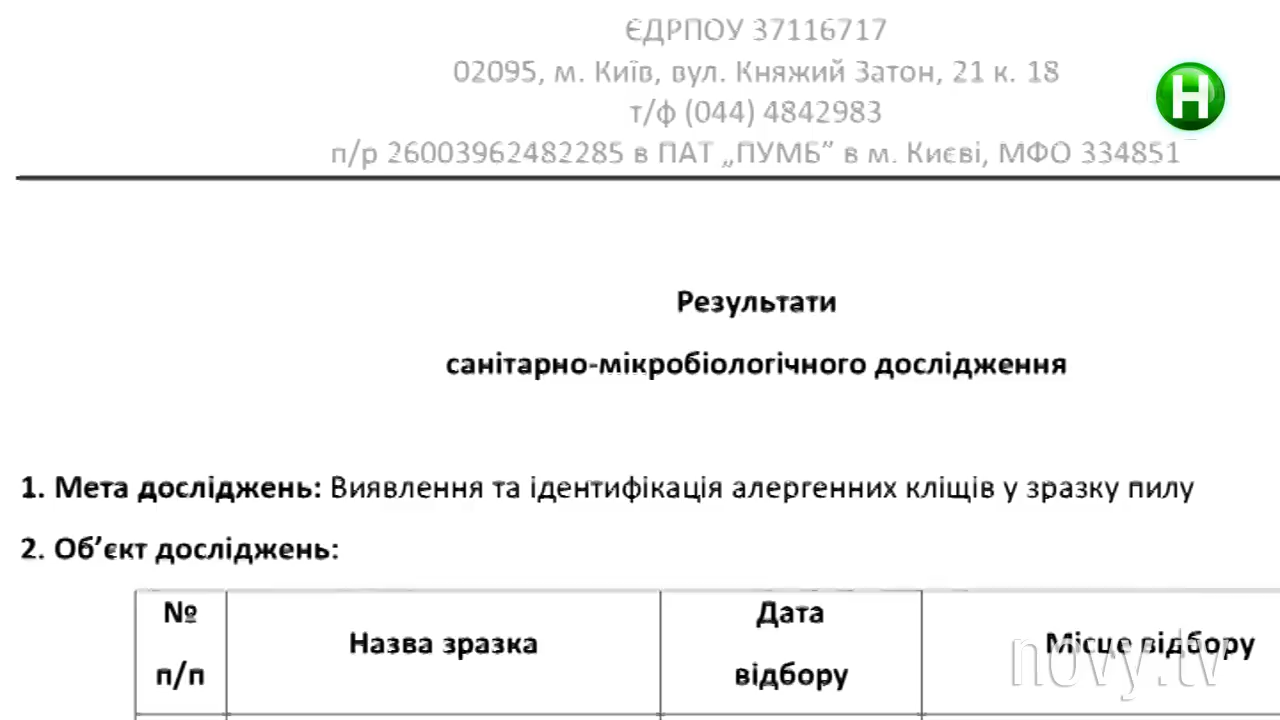 ЄДРПОУ 37116717
02095, м. Київ, вул. Княжий Затон, 21 к. 18
т/ф (044) 4842983
п/р 26003962482285 в ПАТ „ПУМБ” в м. Києві, МФО 334851
Н
Результати
санітарно-мікробіологічного дослідження
1. Мета досліджень: Виявлення та ідентифікація алергенних кліщів у зразку пилу
2. Об’єкт досліджень:
№ п/п
Назва зразка
Дата відбору
Місце відбору
novy.tv